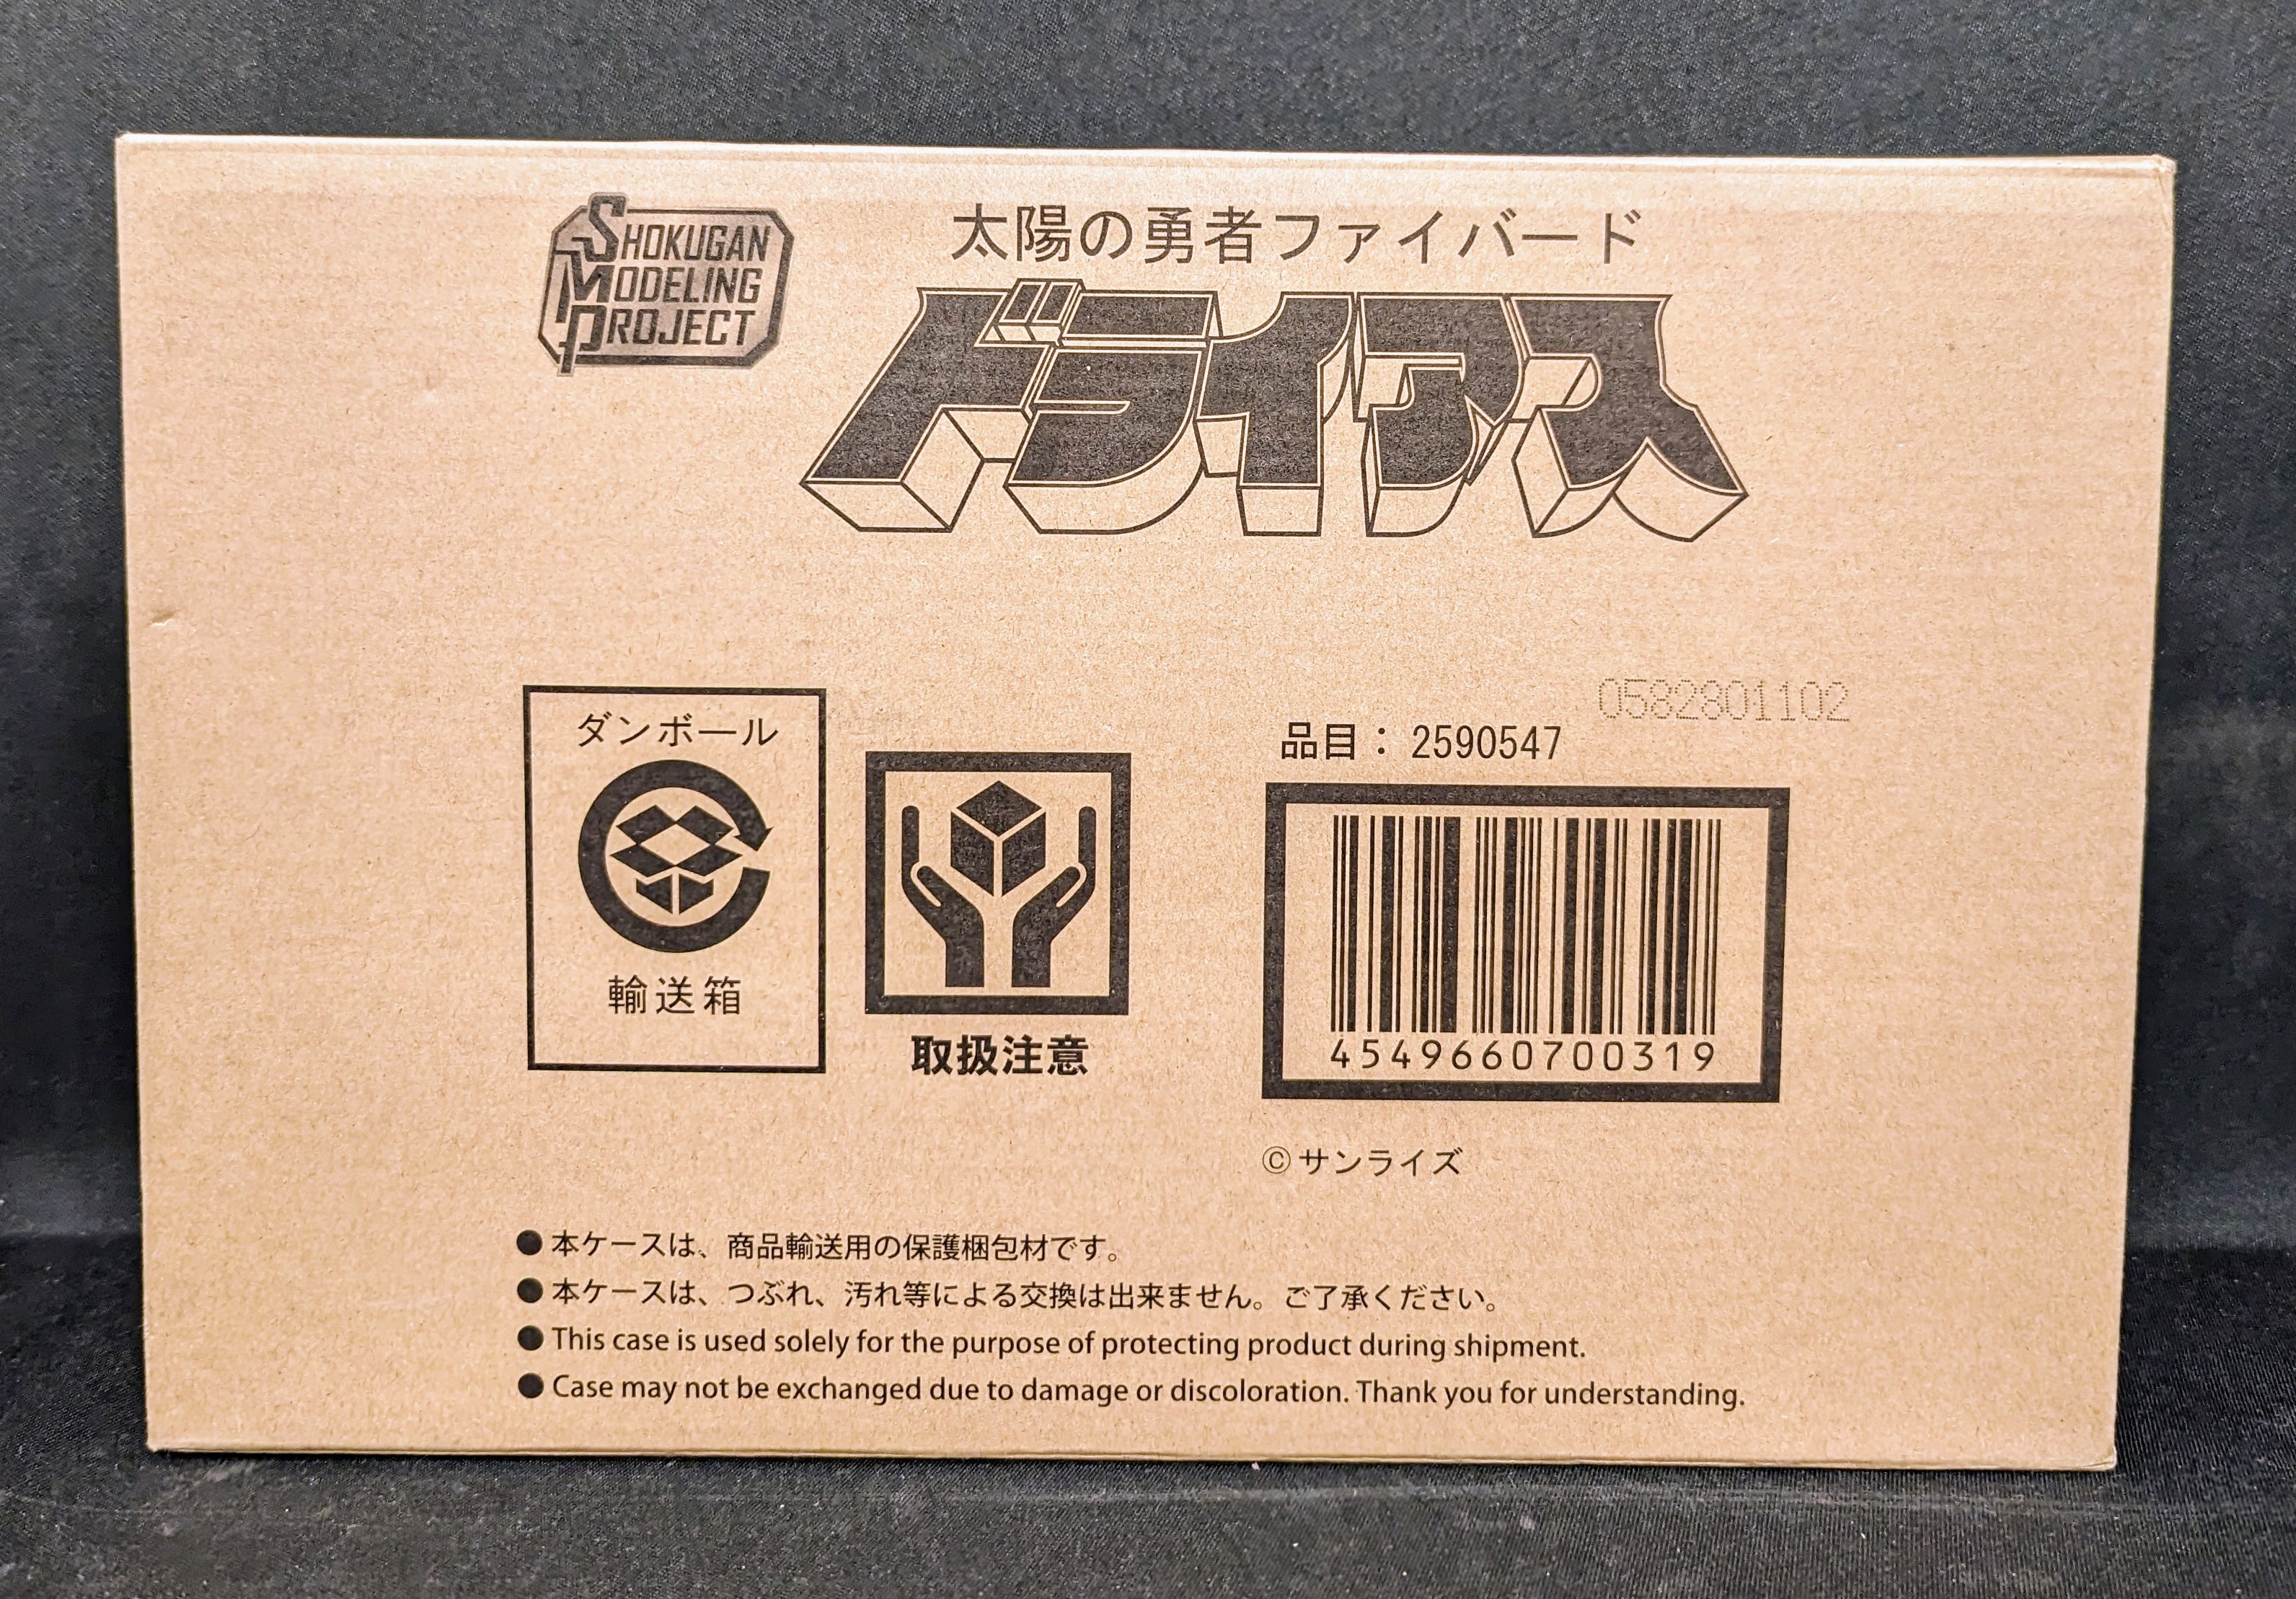 SHOKUGAN
MODELING
PROJECT
太陽の勇者ファイバード
ドライアス
ダンボール
輸送箱
取扱注意
0582801102
品目： 2590547
4549660700319
©サンライズ
●本ケースは、商品輸送用の保護梱包材です。
●本ケースは、つぶれ、汚れ等による交換は出来ません。ご了承ください。
●This case is used solely for the purpose of protecting product during shipment.
●Case may not be exchanged due to damage or discoloration. Thank you for understanding.